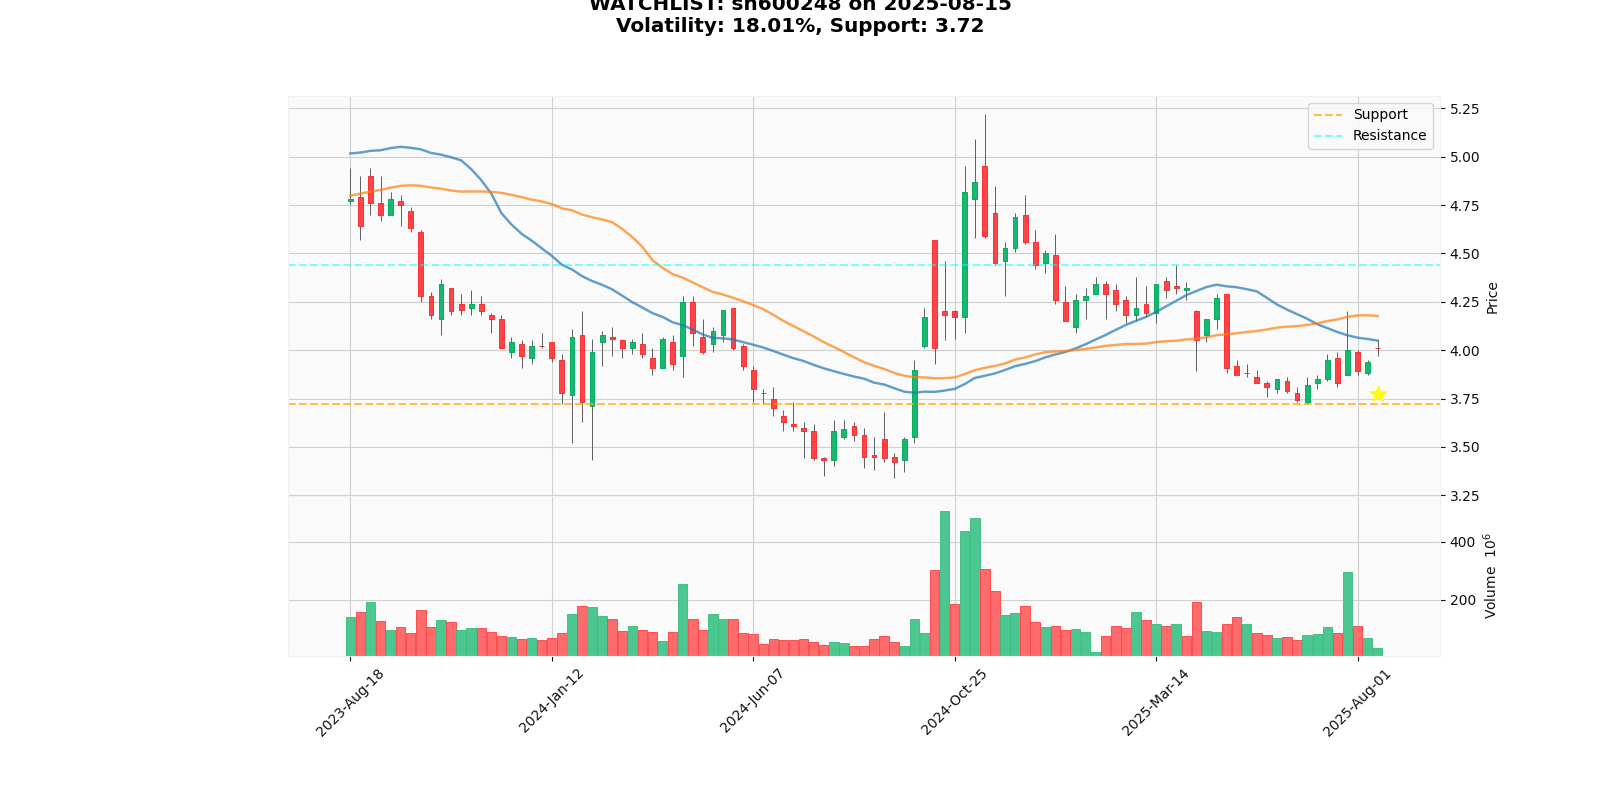 WATCHLIST: sh600248 on 2025-08-15
Volatility: 18.01%, Support: 3.72
Support
Resistance
5.25
5.00
4.75
4.50
4.25
4.00
3.75
3.50
3.25
Price
400
200
Volume 10⁶
2023-Aug-18
2024-Jan-12
2024-Jun-07
2024-Oct-25
2025-Mar-14
2025-Aug-01